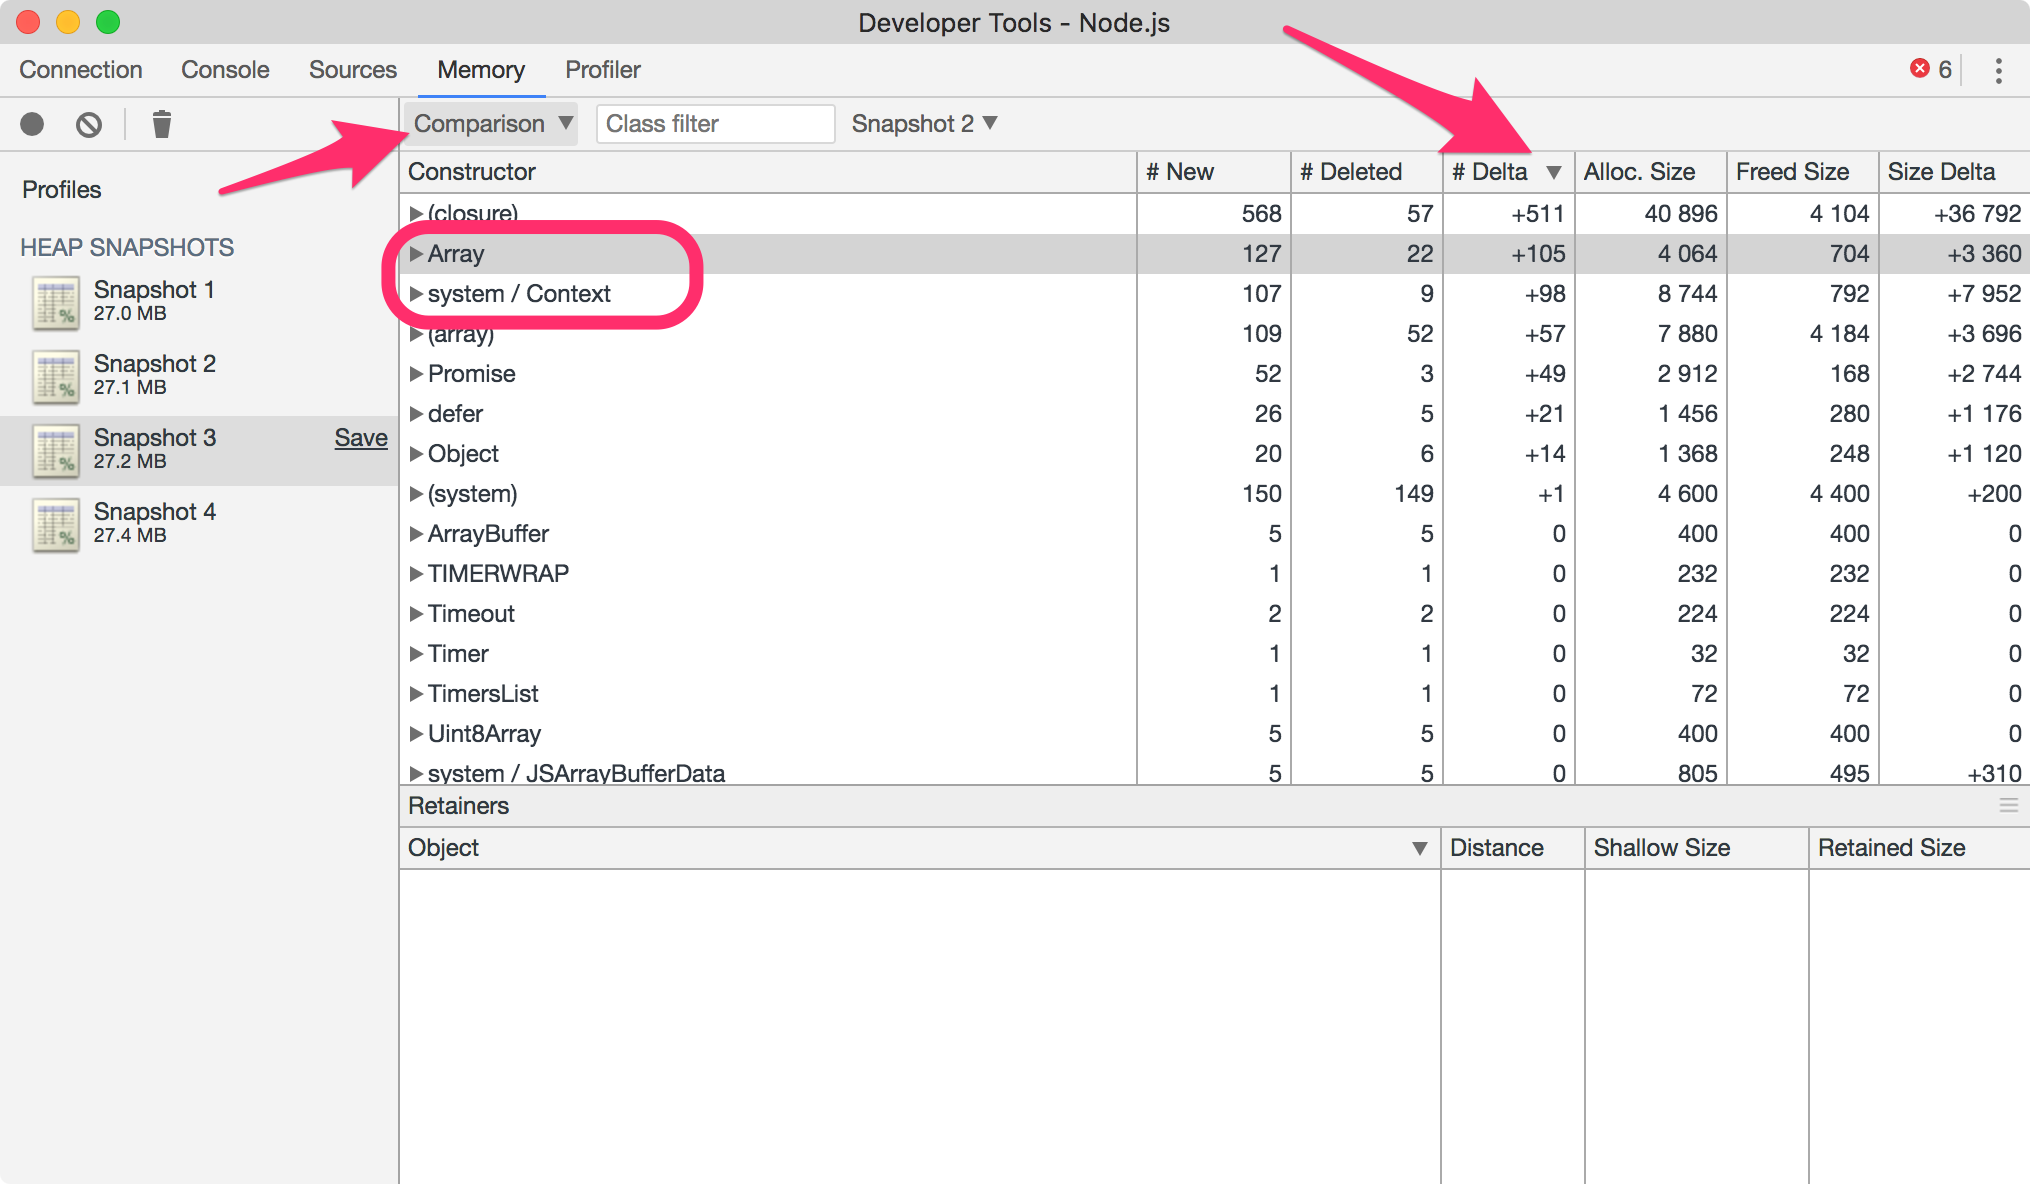 Developer Tools - Node.js
Connection Console Sources Memory Profiler 6
Comparison ▼ Class filter Snapshot 2 ▼
Profiles
HEAP SNAPSHOTS
Snapshot 1
27.0 MB
Snapshot 2
27.1 MB
Snapshot 3 Save
27.2 MB
Snapshot 4
27.4 MB
Constructor # New # Deleted # Delta ▼ Alloc. Size Freed Size Size Delta
(closure) 568 57 +511 40 896 4 104 +36 792
Array 127 22 +105 4 064 704 +3 360
system / Context 107 9 +98 8 744 792 +7 952
(array) 109 52 +57 7 880 4 184 +3 696
Promise 52 3 +49 2 912 168 +2 744
defer 26 5 +21 1 456 280 +1 176
Object 20 6 +14 1 368 248 +1 120
(system) 150 149 +1 4 600 4 400 +200
ArrayBuffer 5 5 0 400 400 0
TIMERWRAP 1 1 0 232 232 0
Timeout 2 2 0 224 224 0
Timer 1 1 0 32 32 0
TimersList 1 1 0 72 72 0
Uint8Array 5 5 0 400 400 0
system / JSArrayBufferData 5 5 0 805 495 +310
Retainers
Object ▼ Distance Shallow Size Retained Size